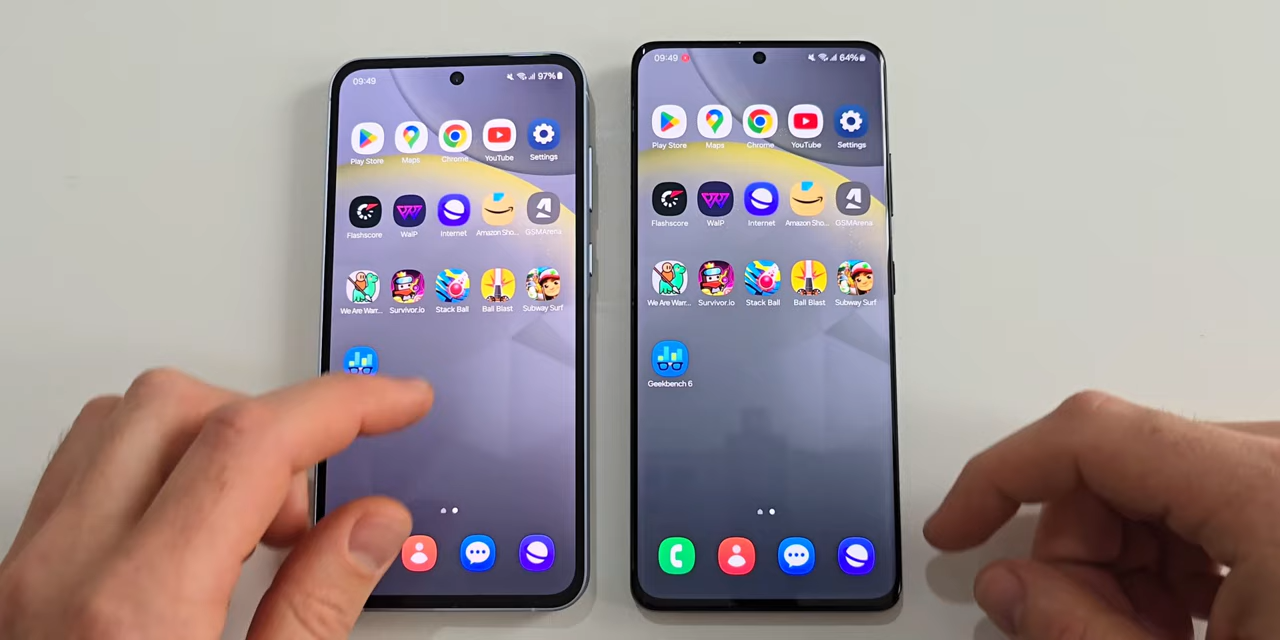 09:49
97%
Play Store
Maps
Chrome
YouTube
Settings
Flashscore
WalP
Internet
Amazon Sho...
GSMArena
We Are Warr...
Survivor.io
Stack Ball
Ball Blast
Subway Surf
09:49
64%
Play Store
Maps
Chrome
YouTube
Settings
Flashscore
WalP
Internet
Amazon Sho...
GSMArena
We Are Warr...
Survivor.io
Stack Ball
Ball Blast
Subway Surf
Geekbench 6